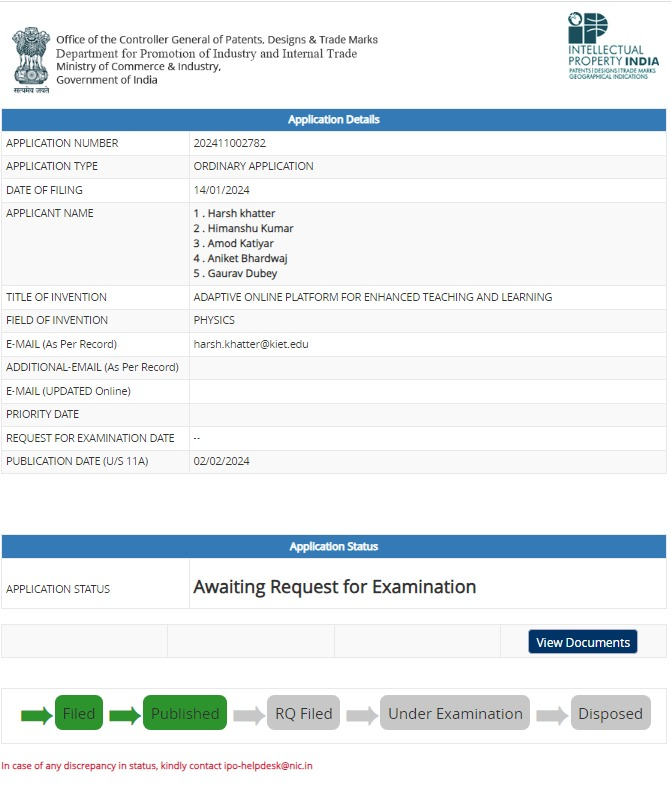 Office of the Controller General of Patents, Designs & Trade Marks
Department for Promotion of Industry and Internal Trade
Ministry of Commerce & Industry,
Government of India
सत्यमेव जयते
INTELLECTUAL
PROPERTY INDIA
PATENTS | DESIGNS | TRADE MARKS
GEOGRAPHICAL INDICATIONS
Application Details
APPLICATION NUMBER 202411002782
APPLICATION TYPE ORDINARY APPLICATION
DATE OF FILING 14/01/2024
APPLICANT NAME 1 . Harsh khatter
2 . Himanshu Kumar
3 . Amod Katiyar
4 . Aniket Bhardwaj
5 . Gaurav Dubey
TITLE OF INVENTION ADAPTIVE ONLINE PLATFORM FOR ENHANCED TEACHING AND LEARNING
FIELD OF INVENTION PHYSICS
E-MAIL (As Per Record) harsh.khatter@kiet.edu
ADDITIONAL-EMAIL (As Per Record)
E-MAIL (UPDATED Online)
PRIORITY DATE
REQUEST FOR EXAMINATION DATE --
PUBLICATION DATE (U/S 11A) 02/02/2024
Application Status
APPLICATION STATUS Awaiting Request for Examination
View Documents
Filed Published RQ Filed Under Examination Disposed
In case of any discrepancy in status, kindly contact ipo-helpdesk@nic.in